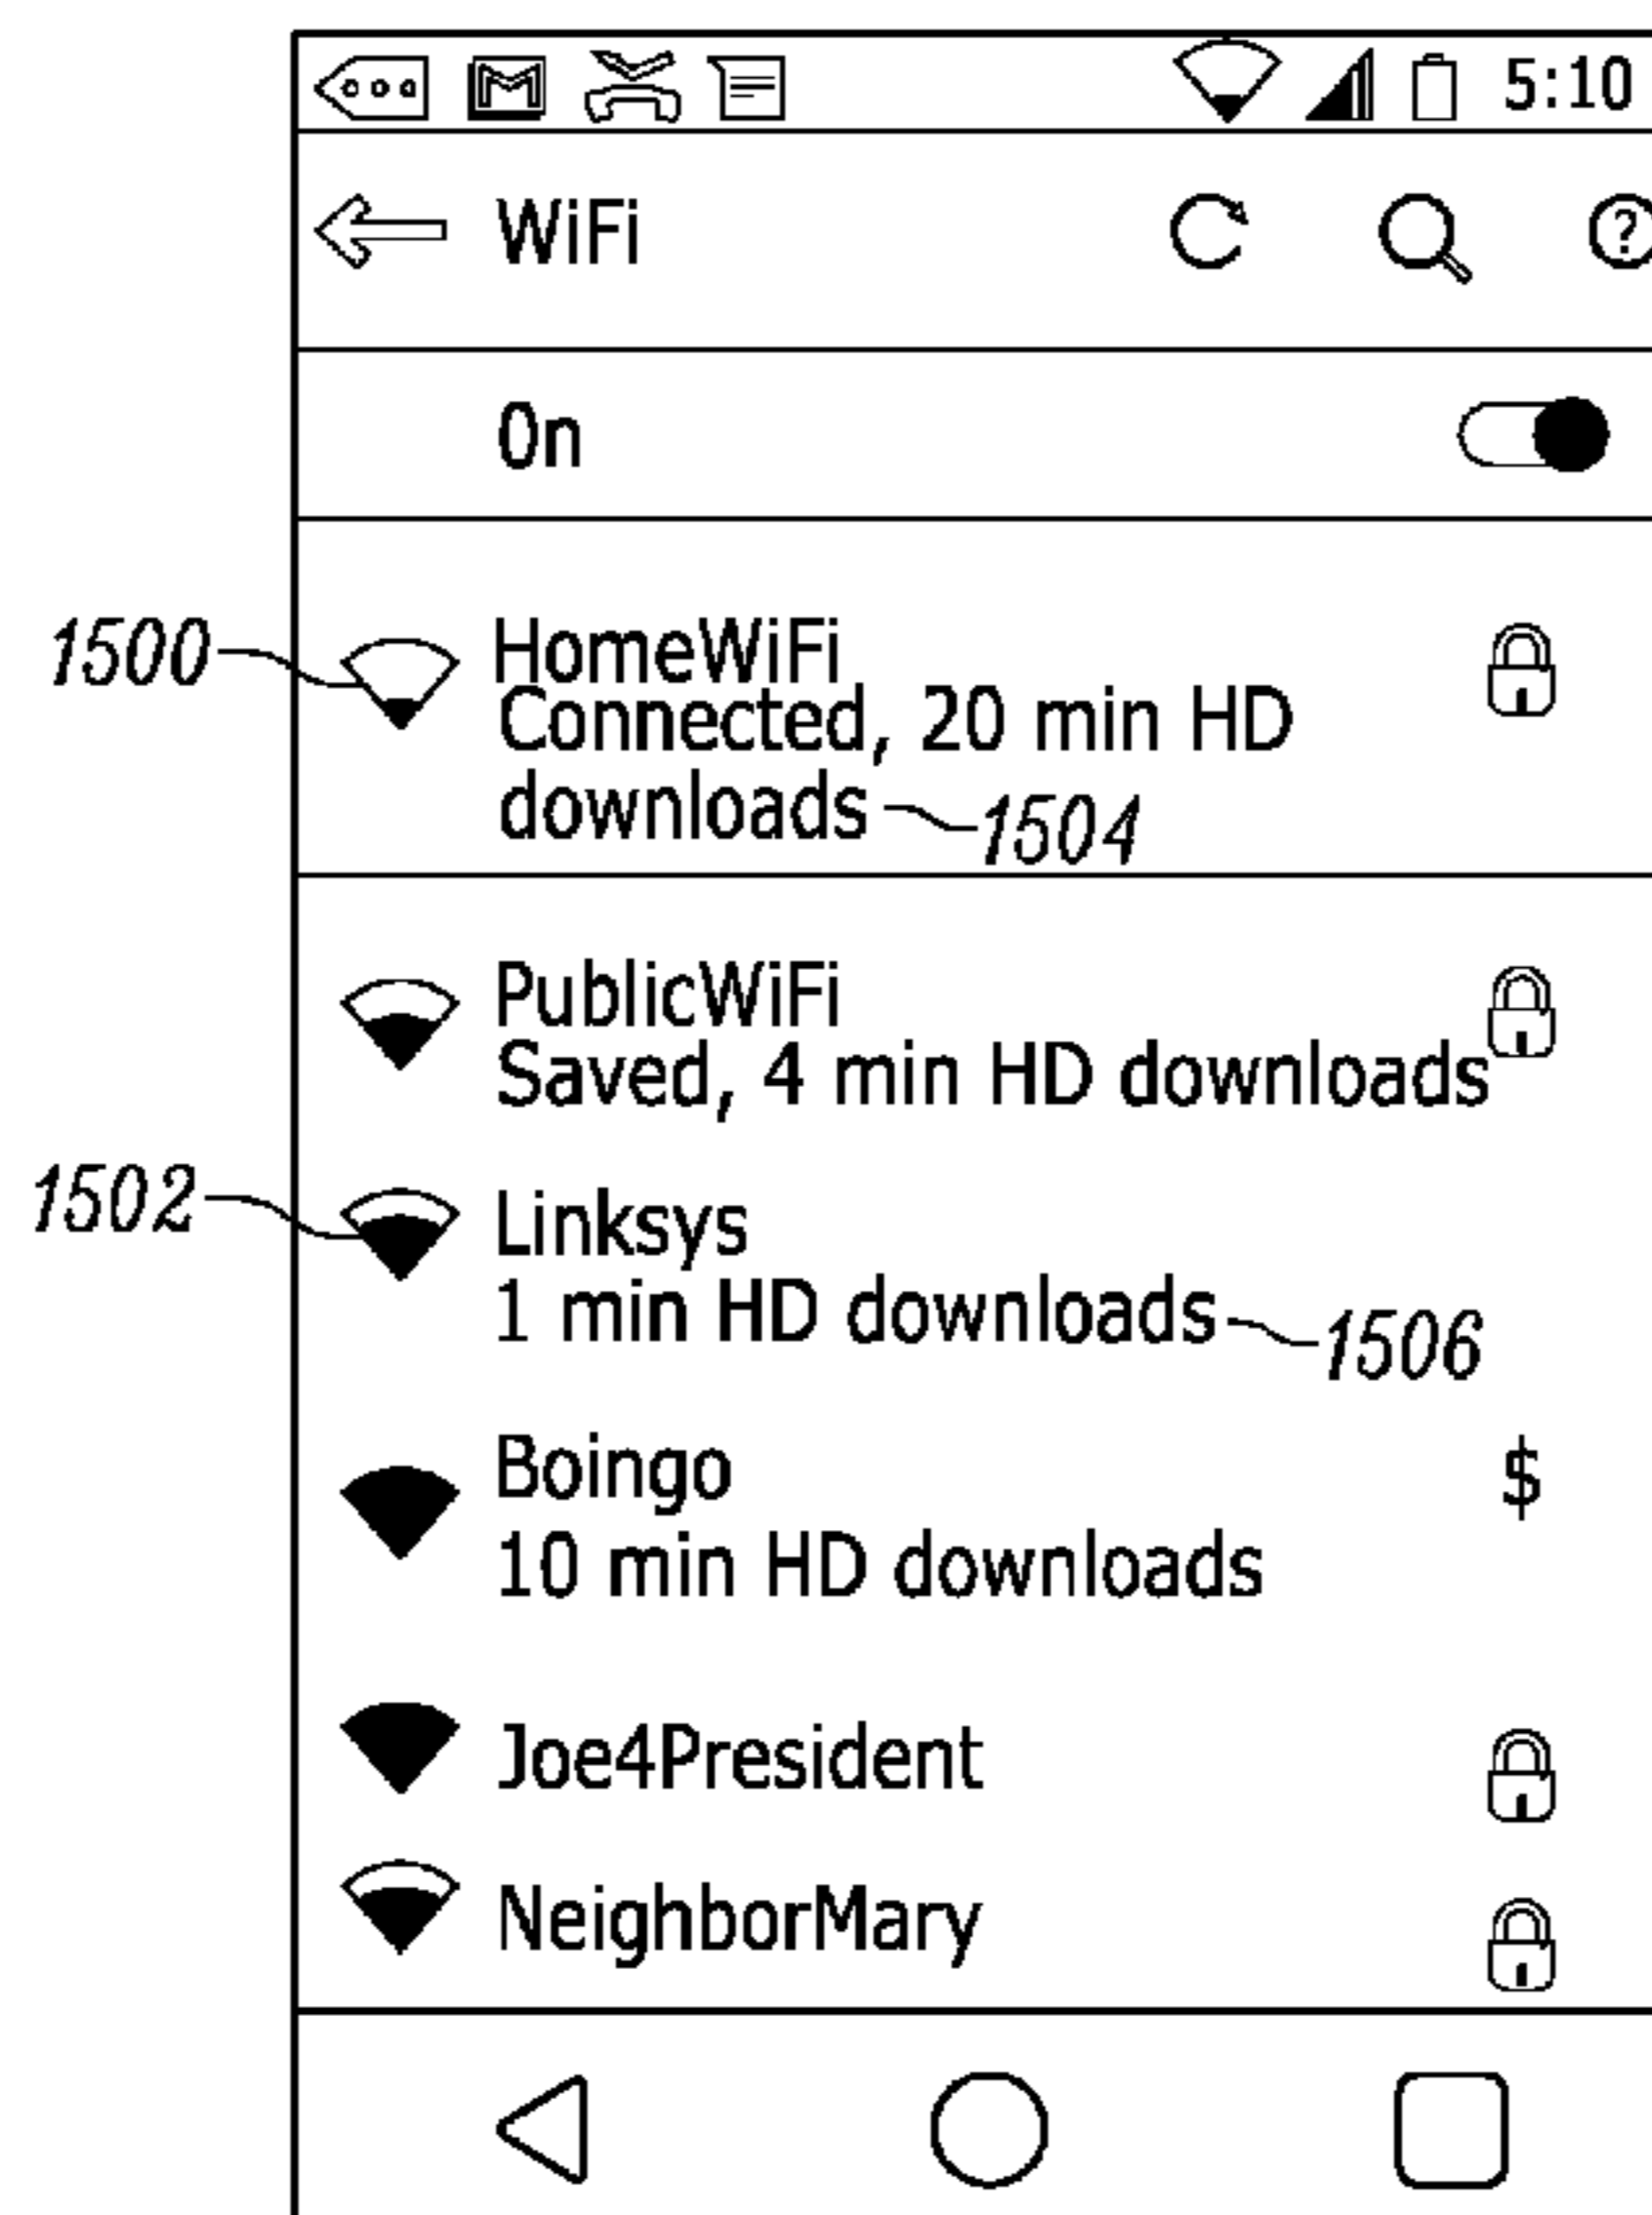 5:10
WiFi
?
On
1500
HomeWiFi
Connected, 20 min HD
downloads
1504
PublicWiFi
Saved, 4 min HD downloads
1502
Linksys
1 min HD downloads
1506
Boingo
$
10 min HD downloads
Joe4President
NeighborMary